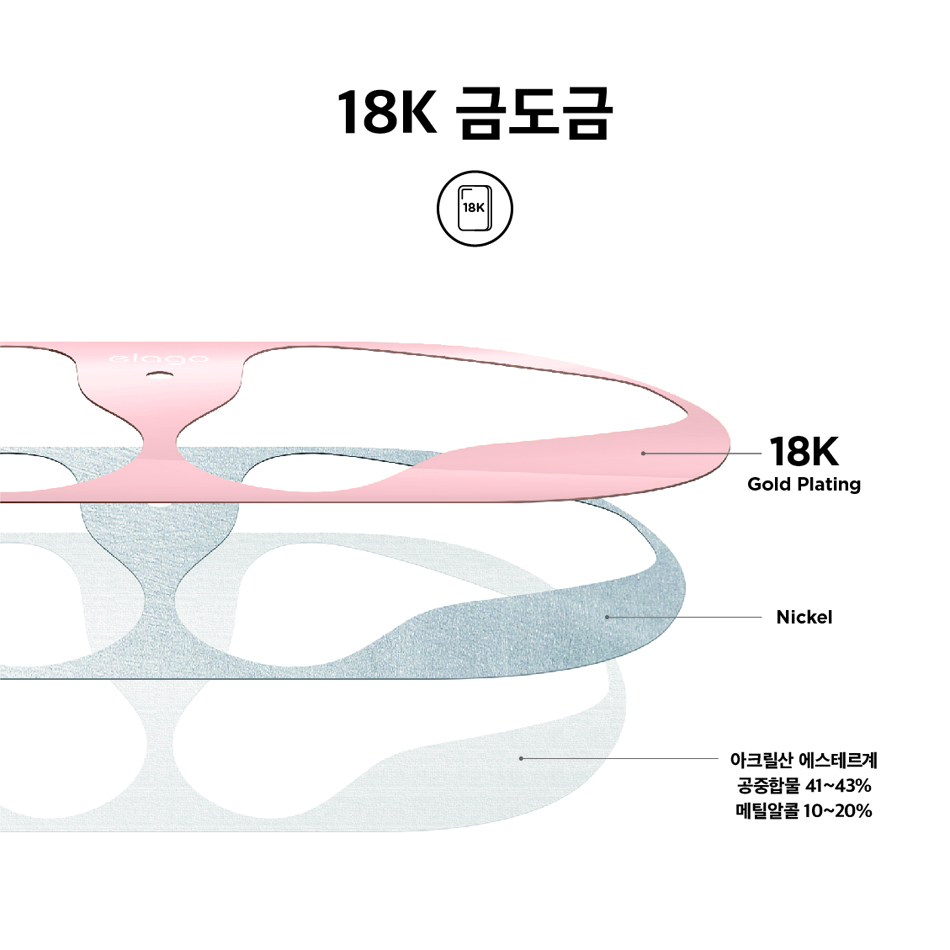 18K 금도금
18K
elago
18K
Gold Plating
Nickel
아크릴산 에스테르계
공중합물 41~43%
메틸알콜 10~20%